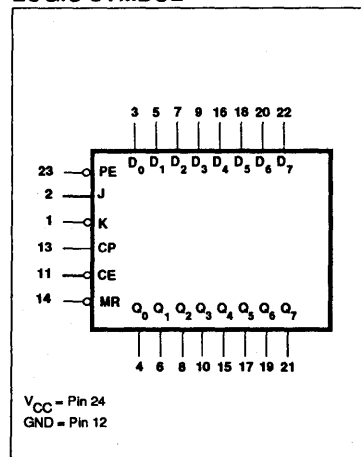 LOGIC SYMBOL
3 5 7 9 16 18 20 22
D0 D1 D2 D3 D4 D5 D6 D7
23 PE
2 J
1 K
13 CP
11 CE
14 MR
Q0 Q1 Q2 Q3 Q4 Q5 Q6 Q7
4 6 8 10 15 17 19 21
VCC = Pin 24
GND = Pin 12